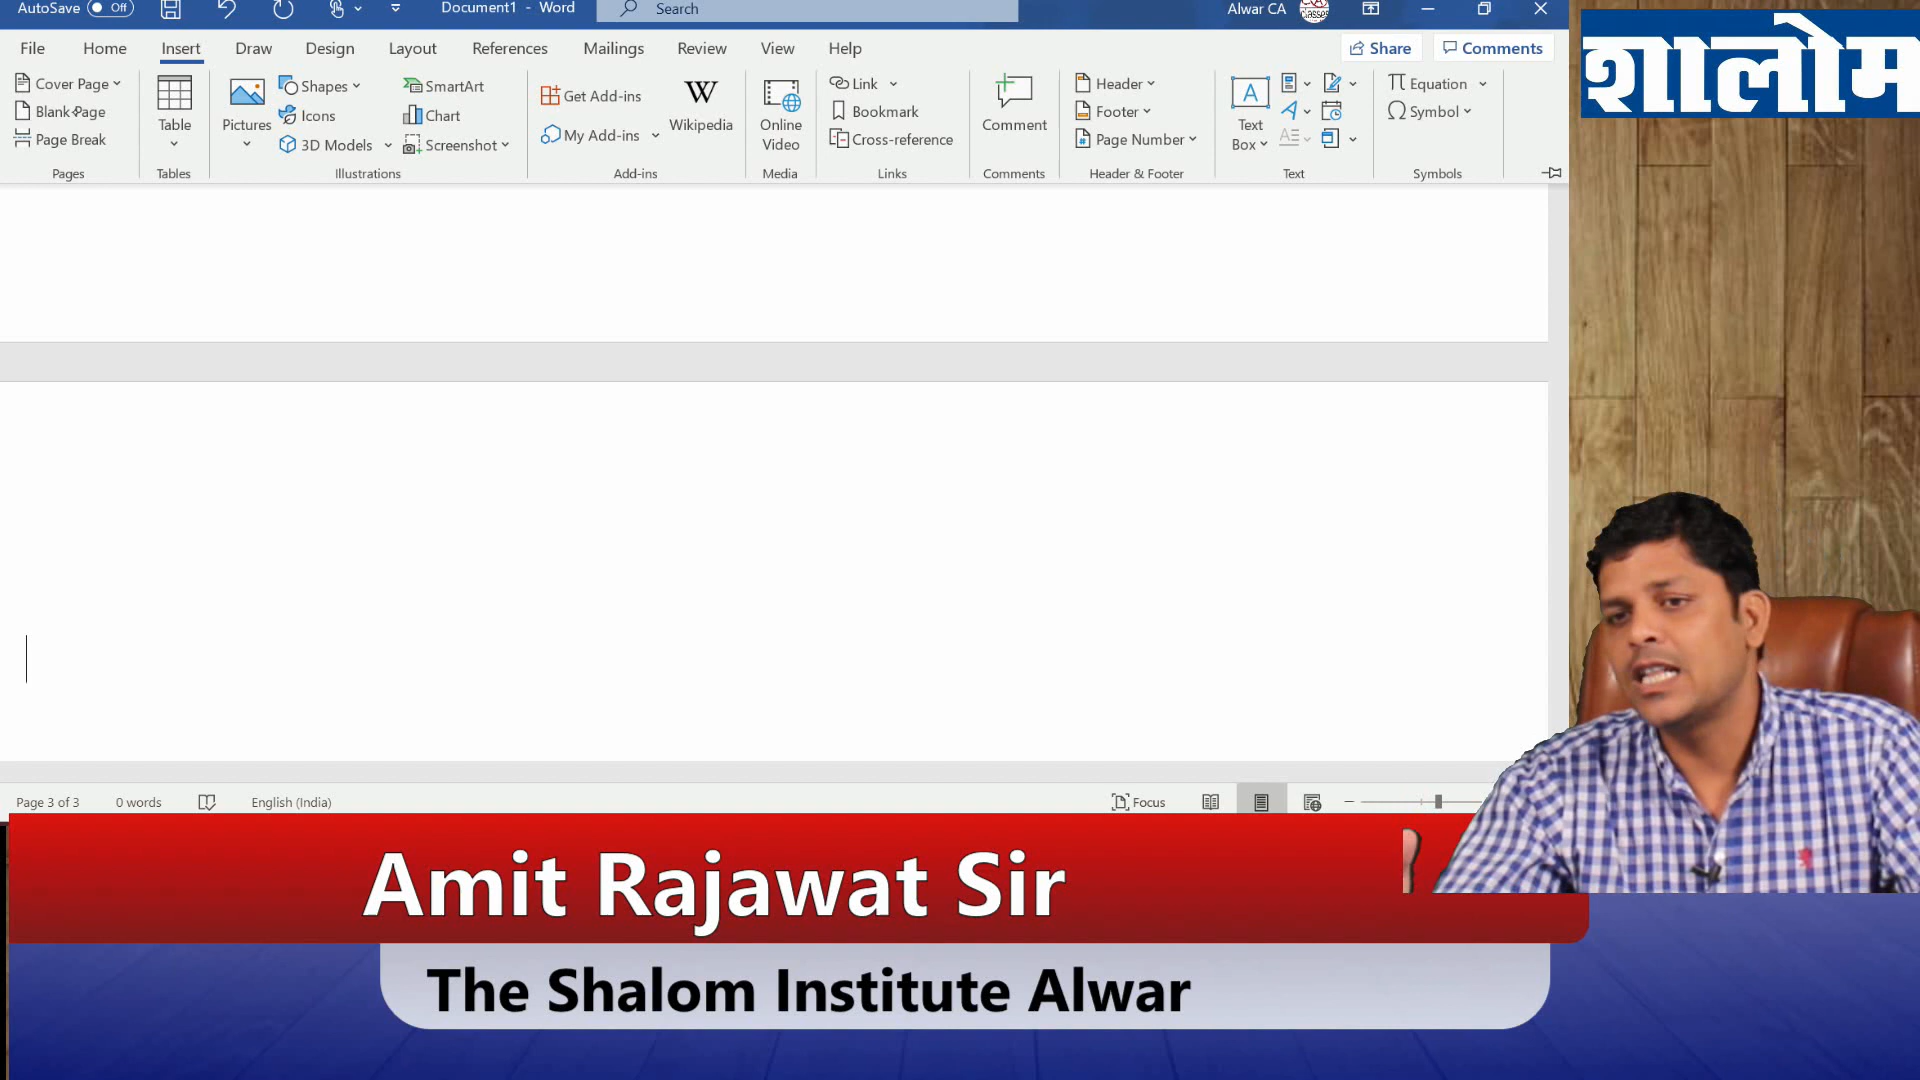 AutoSave Off Document1 - Word Search Alwar CA
File Home Insert Draw Design Layout References Mailings Review View Help Share Comments
Cover Page
Blank Page
Page Break
Pages
Table
Tables
Pictures
Shapes
Icons
3D Models
SmartArt
Chart
Screenshot
Illustrations
Get Add-ins
My Add-ins
W
Wikipedia
Add-ins
Online
Video
Media
Link
Bookmark
Cross-reference
Links
Comment
Comments
Header
Footer
Page Number
Header & Footer
Text
Box
Text
Equation
Symbol
Symbols
Page 3 of 3 0 words English (India) Focus
शालोम
Amit Rajawat Sir
The Shalom Institute Alwar